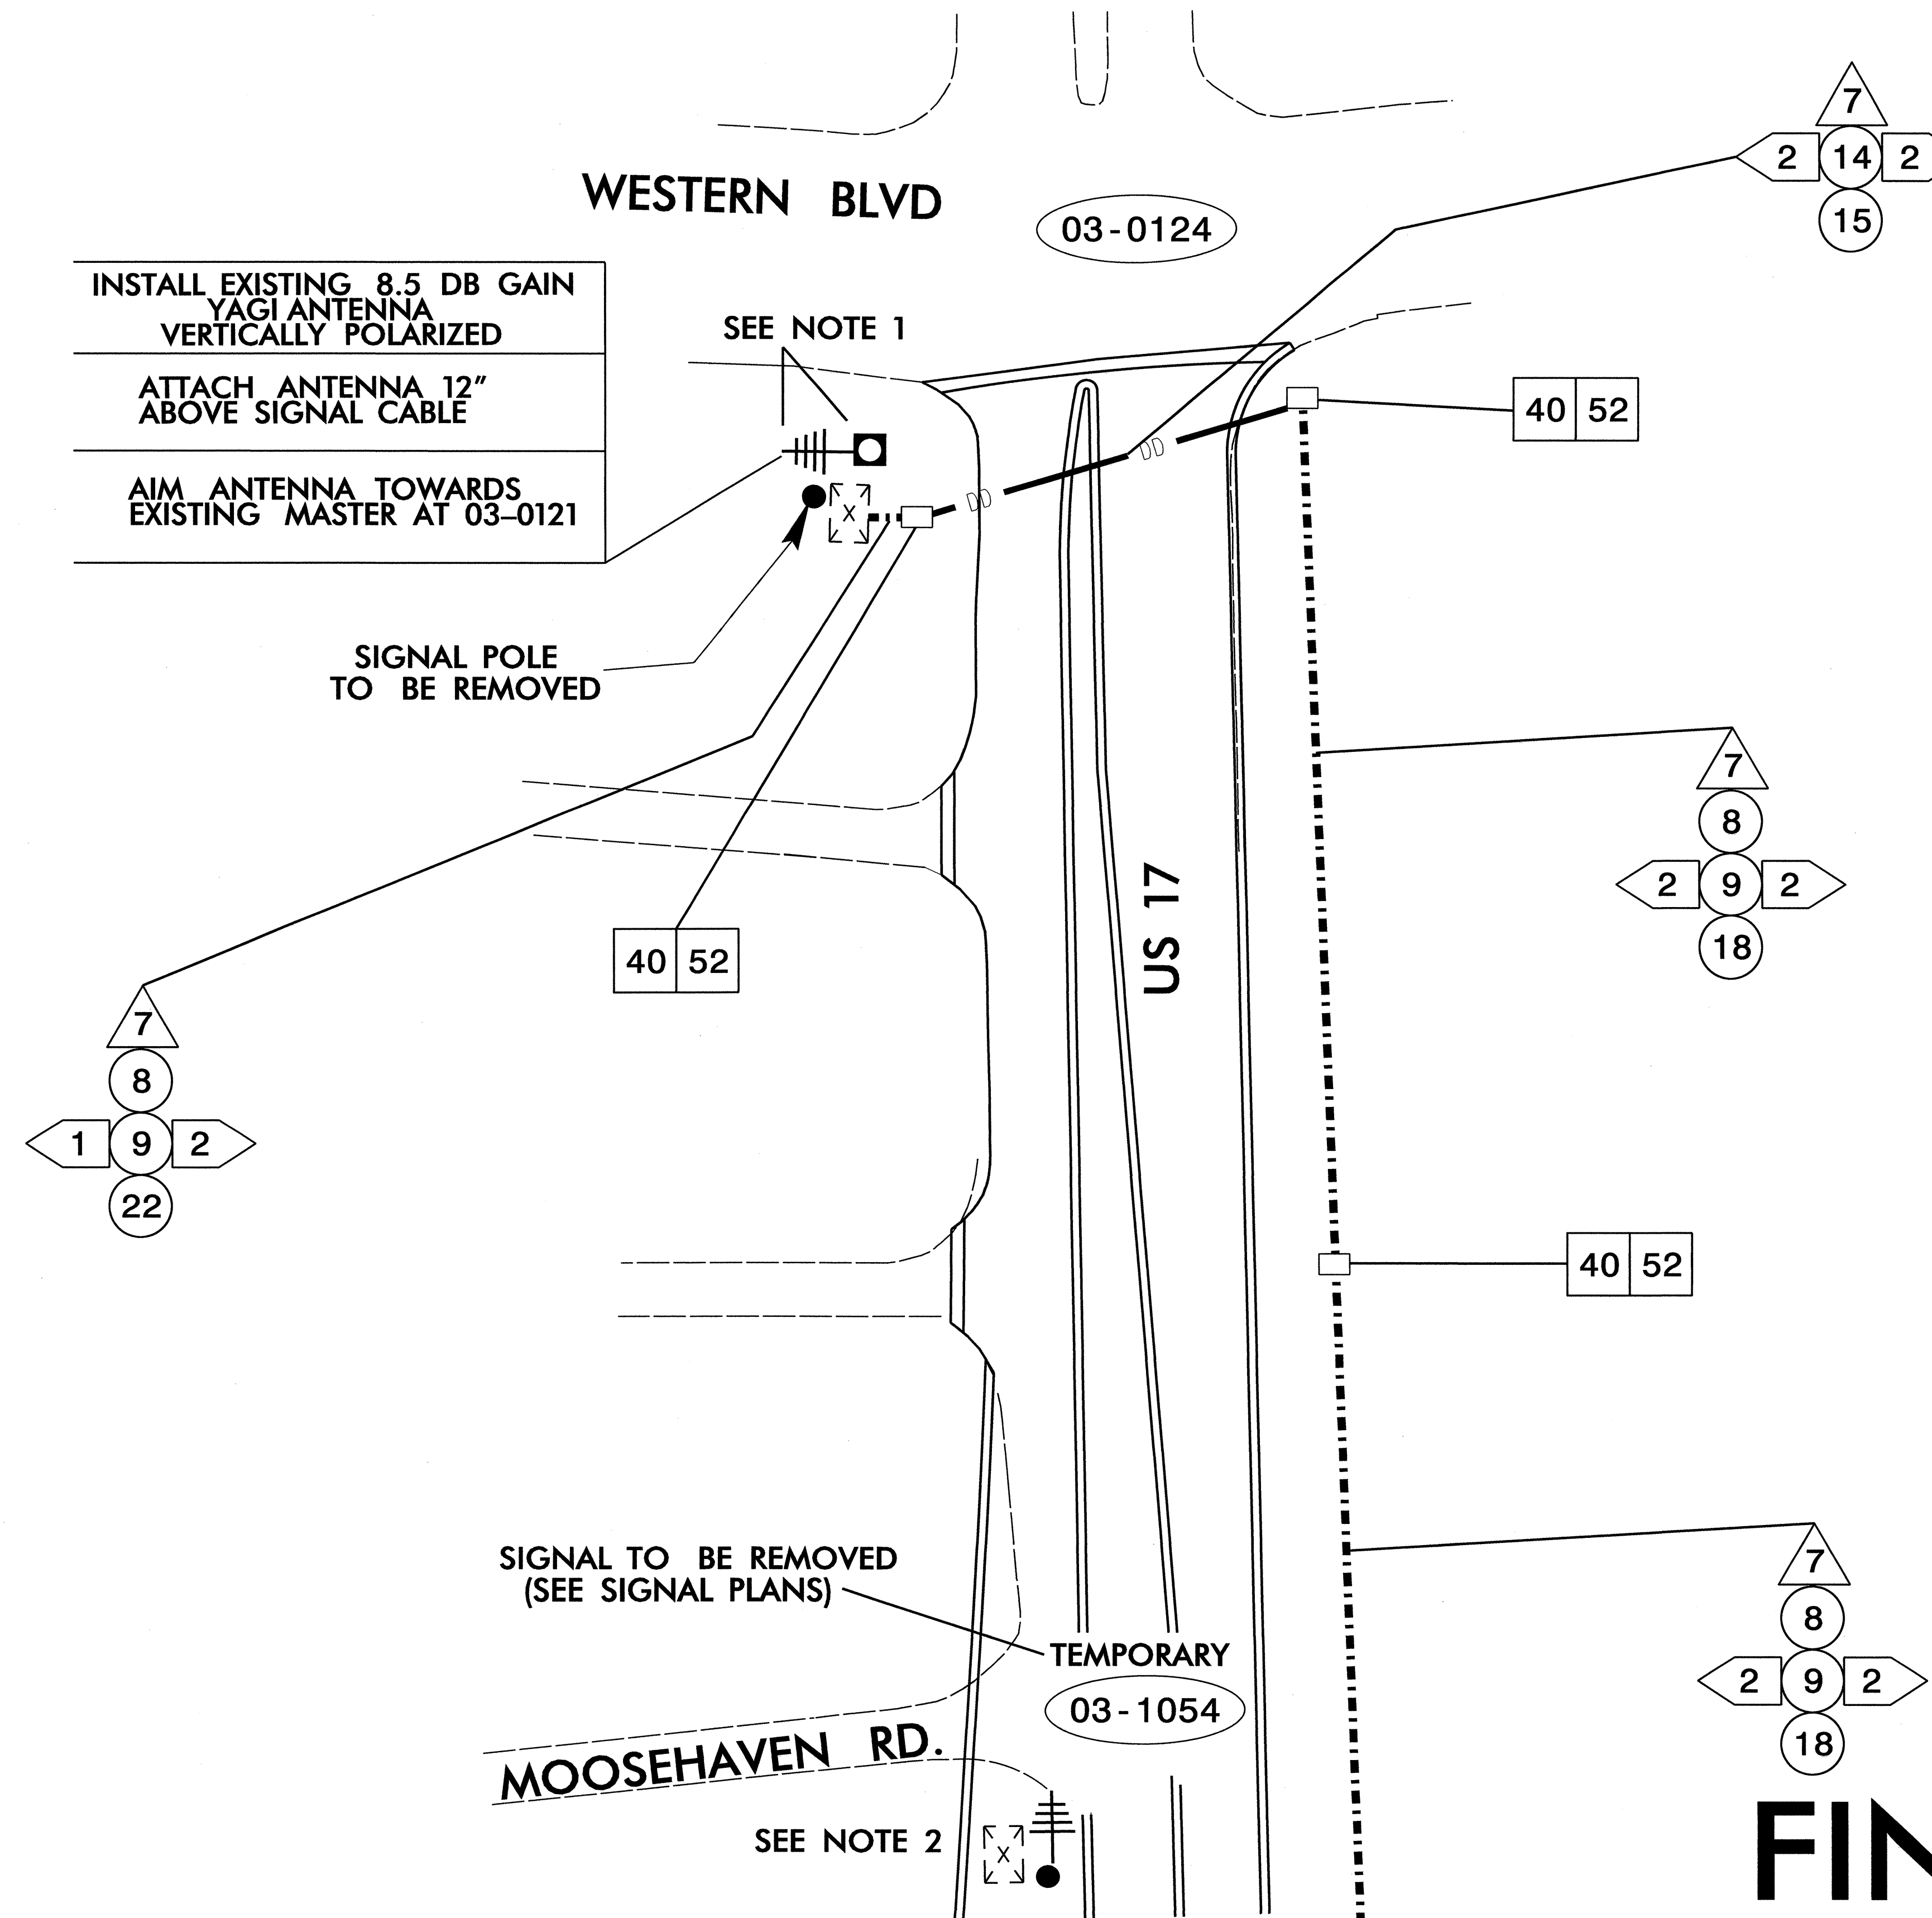 7
2 14 2
15
WESTERN BLVD
03-0124
INSTALL EXISTING 8.5 DB GAIN
YAGI ANTENNA
VERTICALLY POLARIZED
ATTACH ANTENNA 12"
ABOVE SIGNAL CABLE
AIM ANTENNA TOWARDS
EXISTING MASTER AT 03-0121
SEE NOTE 1
40 52
X
SIGNAL POLE
TO BE REMOVED
7
8
2 9 2
18
US 17
40 52
7
8
1 9 2
22
40 52
SIGNAL TO BE REMOVED
(SEE SIGNAL PLANS)
TEMPORARY
03-1054
7
8
2 9 2
18
MOOSEHAVEN RD.
SEE NOTE 2
X